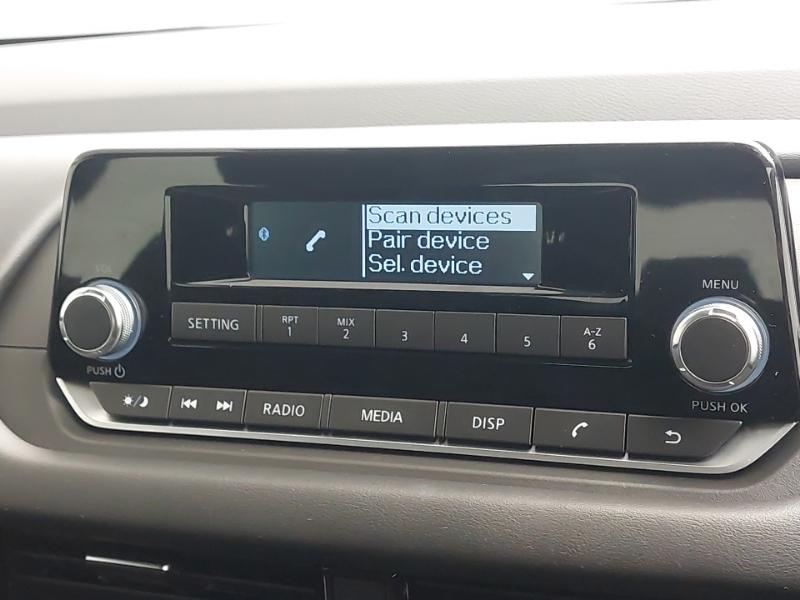 Scan devices
Pair device
Sel. device
VOL
MENU
SETTING
RPT
1
MIX
2
3
4
5
A-Z
6
PUSH
PUSH OK
RADIO
MEDIA
DISP